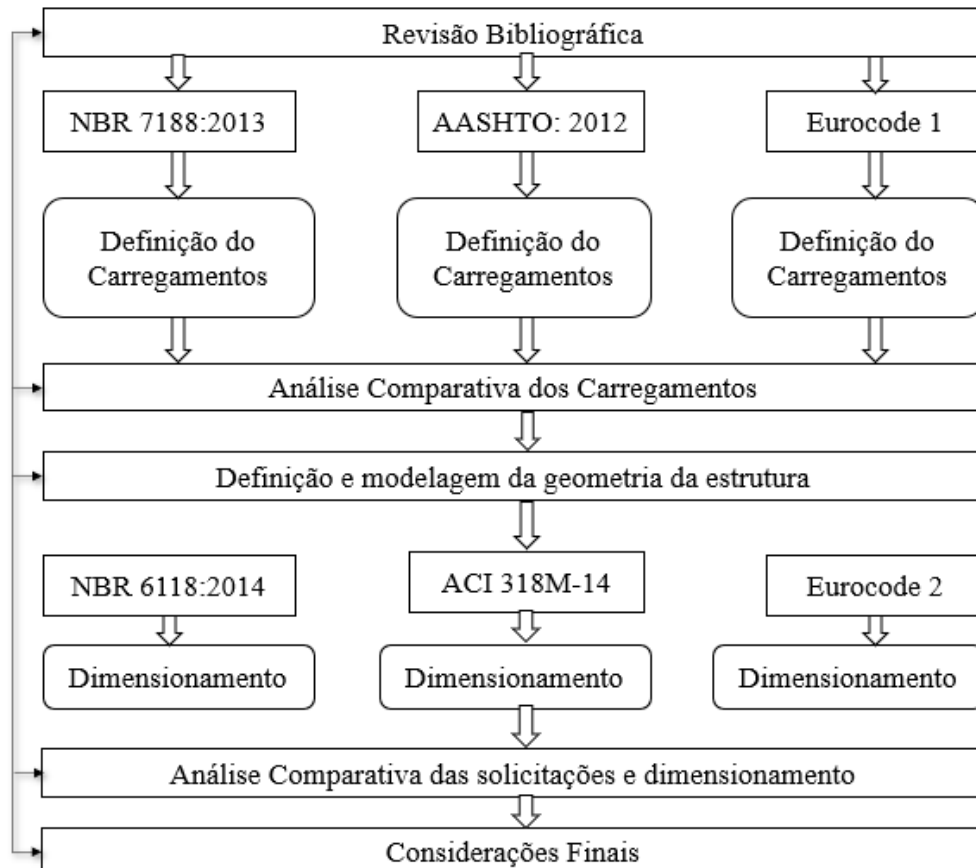 Revisão Bibliográfica
NBR 7188:2013
AASHTO: 2012
Eurocode 1
Definição do
Carregamentos
Definição do
Carregamentos
Definição do
Carregamentos
Análise Comparativa dos Carregamentos
Definição e modelagem da geometria da estrutura
NBR 6118:2014
ACI 318M-14
Eurocode 2
Dimensionamento
Dimensionamento
Dimensionamento
Análise Comparativa das solicitações e dimensionamento
Considerações Finais